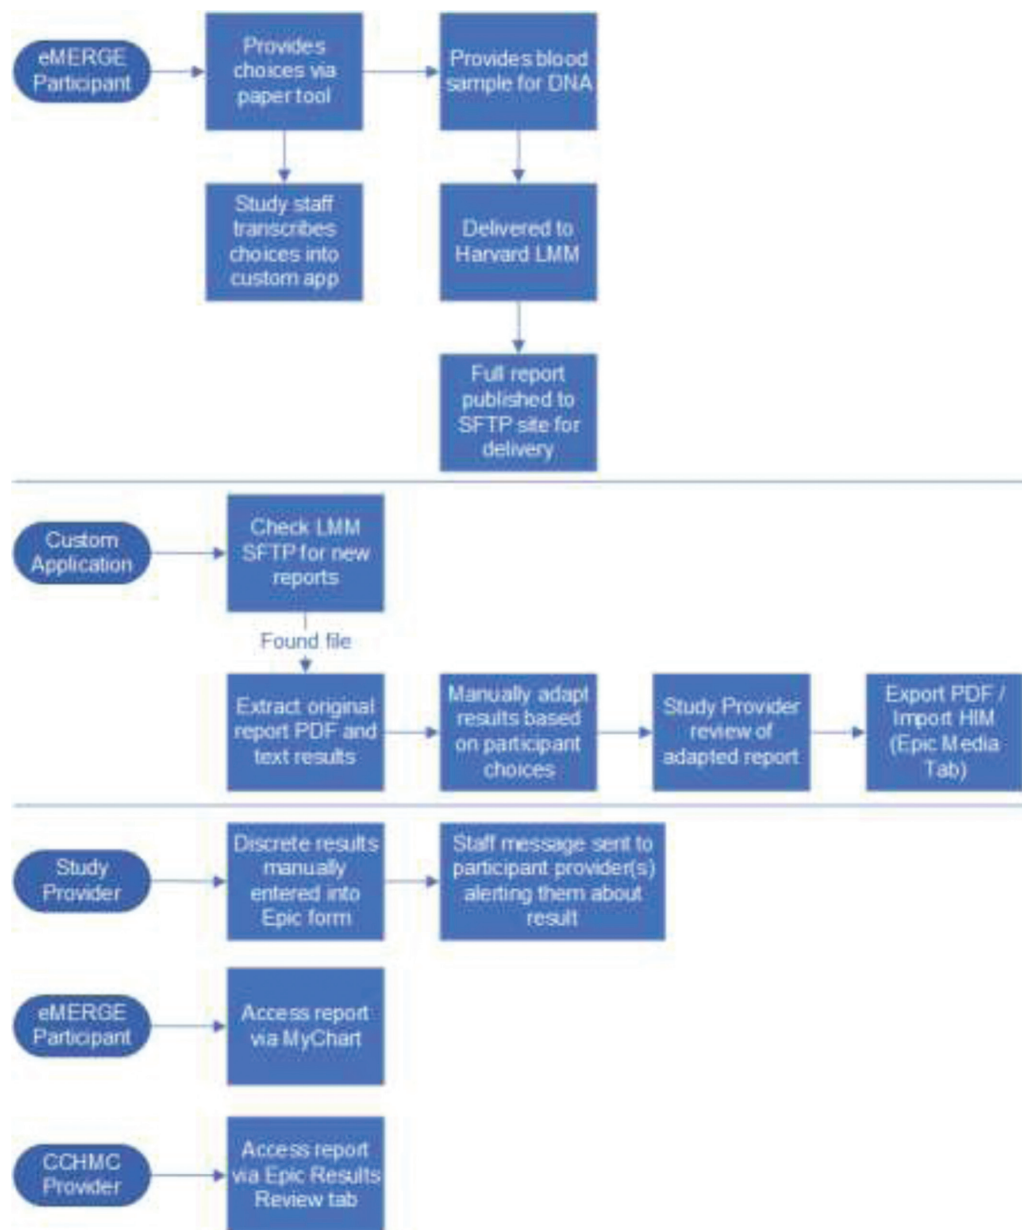 eMERGE
Participant
Provides
choices via
paper tool
Provides blood
sample for DNA
Study staff
transcribes
choices into
custom app
Delivered to
Harvard LMM
Full report
published to
SFTP site for
delivery
Custom
Application
Check LMM
SFTP for new
reports
Found file
Extract original
report PDF and
text results
Manually adapt
results based
on participant
choices
Study Provider
review of
adapted report
Export PDF /
Import HIM
(Epic Media
Tab)
Study
Provider
Discrete results
manually
entered into
Epic form
Staff message sent to
participant provider(s)
alerting them about
result
eMERGE
Participant
Access report
via MyChart
CCHMC
Provider
Access report
via Epic Results
Review tab